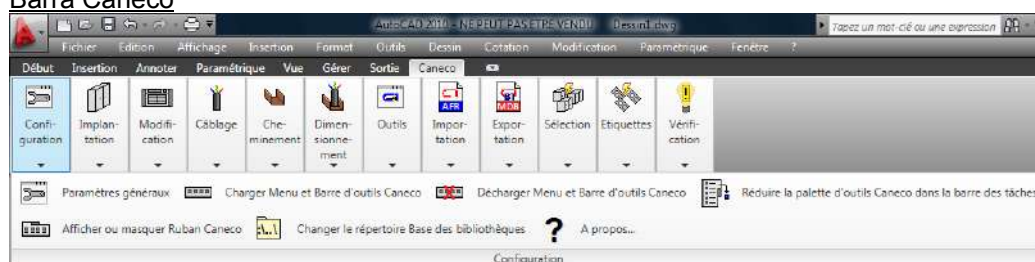 Barra Caneco
AutoCAD 2010 - NE PEUT PAS ETRE VENDU Dessin1.dwg Tapez un mot-clé ou une expression
Fichier Edition Affichage Insertion Format Outils Dessin Cotation Modification Paramétrique Fenêtre ?
Début Insertion Annoter Paramétrique Vue Gérer Sortie Caneco
AFR MDB
Confi- Implan- Modifi- Câblage Che- Dimen- Outils Impor- Expor- Sélection Etiquettes Vérifi-
guration tation cation minement sionne- tation tation cation
ment
Paramètres généraux Charger Menu et Barre d'outils Caneco Décharger Menu et Barre d'outils Caneco Réduire la palette d'outils Caneco dans la barre des tâches
Afficher ou masquer Ruban Caneco Changer le répertoire Base des bibliothèques ? A propos...
Configuration